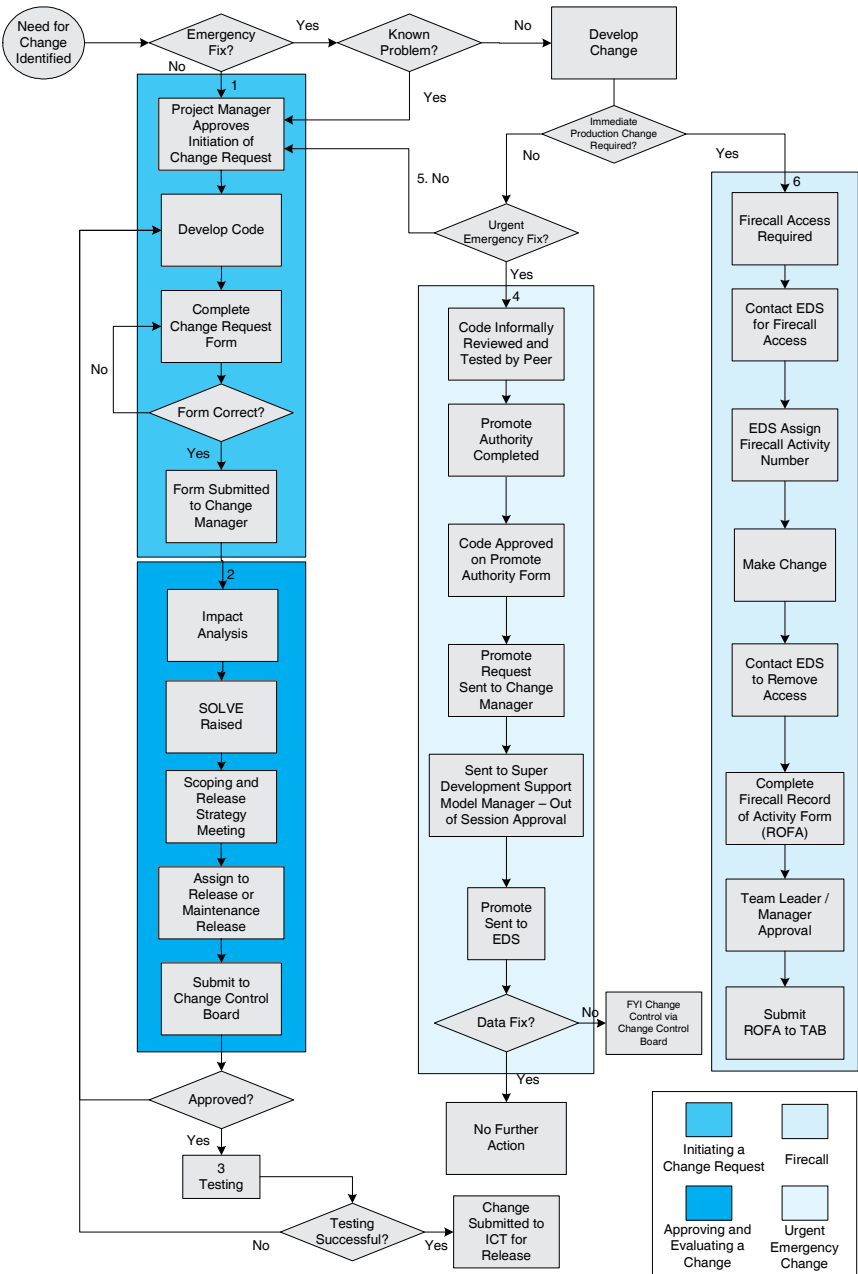 Need for
Change
Identified
Emergency
Fix?
Yes
Known
Problem?
No
Develop
Change
No
Yes
1
Project Manager
Approves
Initiation of
Change Request
Immediate
Production Change
Required?
No
Yes
5. No
Develop Code
Urgent
Emergency Fix?
Yes
Complete
Change Request
Form
No
Form Correct?
Yes
Form Submitted
to Change
Manager
2
Impact
Analysis
SOLVE
Raised
Scoping and
Release
Strategy
Meeting
Assign to
Release or
Maintenance
Release
Submit to
Change Control
Board
Approved?
Yes
3
Testing
Testing
Successful?
No
Yes
Change
Submitted to
ICT for
Release
4
Code Informally
Reviewed and
Tested by Peer
Promote
Authority
Completed
Code Approved
on Promote
Authority Form
Promote
Request
Sent to Change
Manager
Sent to Super
Development Support
Model Manager – Out
of Session Approval
Promote
Sent to
EDS
Data Fix?
No
FYI Change
Control via
Change Control
Board
Yes
No Further
Action
6
Firecall Access
Required
Contact EDS
for Firecall
Access
EDS Assign
Firecall Activity
Number
Make Change
Contact EDS
to Remove
Access
Complete
Firecall Record
of Activity Form
(ROFA)
Team Leader /
Manager
Approval
Submit
ROFA to TAB
Initiating a
Change Request
Firecall
Approving and
Evaluating a
Change
Urgent
Emergency
Change